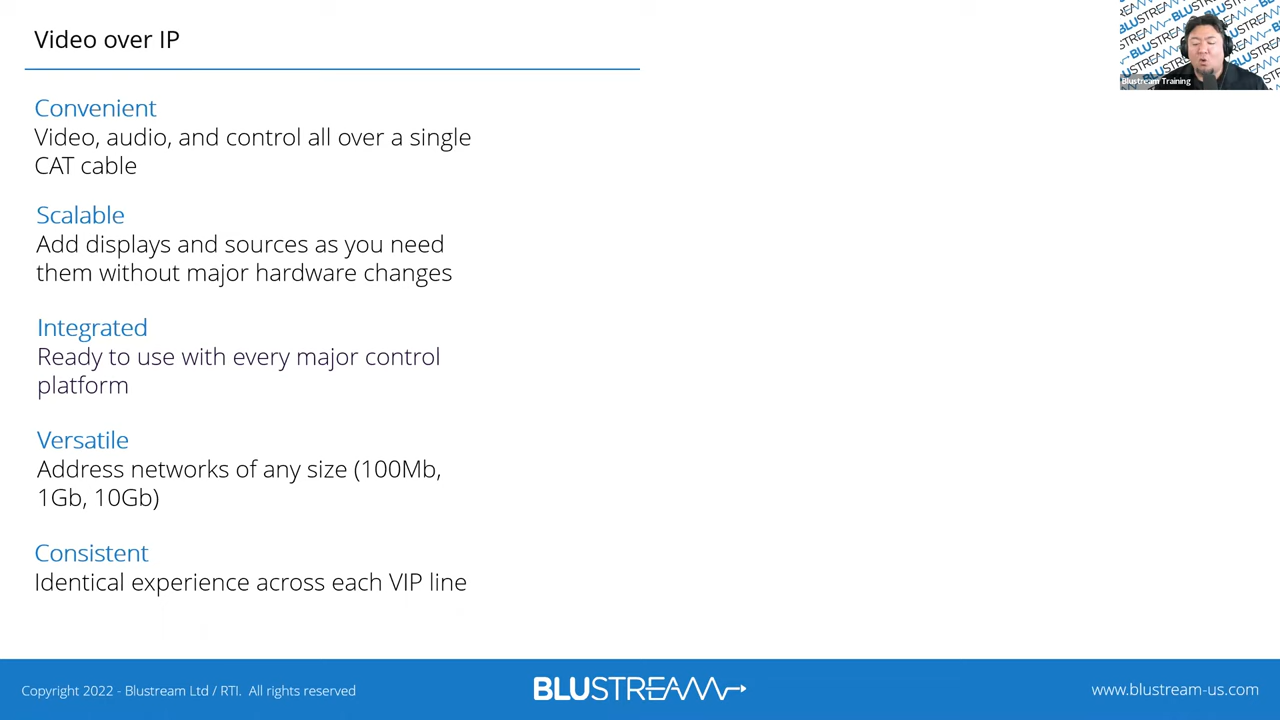 Video over IP
BLUSTREAM
Blustream Training
Convenient
Video, audio, and control all over a single
CAT cable
Scalable
Add displays and sources as you need
them without major hardware changes
Integrated
Ready to use with every major control
platform
Versatile
Address networks of any size (100Mb,
1Gb, 10Gb)
Consistent
Identical experience across each VIP line
Copyright 2022 - Blustream Ltd / RTI. All rights reserved
BLUSTREAM
www.blustream-us.com